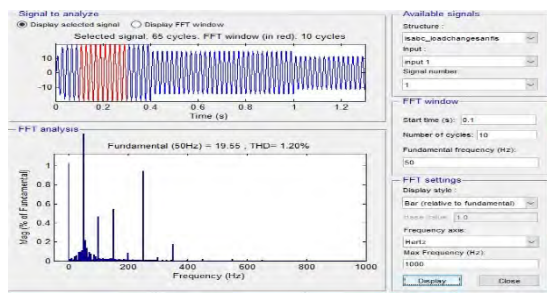 Signal to analyze
Display selected signal
Display FFT window
Selected signal: 65 cycles. FFT window (in red): 10 cycles
10
0
-10
0 0.2 0.4 0.6 0.8 1 1.2
Time (s)
FFT analysis
Fundamental (50Hz) = 19.55 , THD= 1.20%
Mag (% of Fundamental)
1
0.8
0.6
0.4
0.2
0
0 200 400 600 800 1000
Frequency (Hz)
Available signals
Structure :
isabc_loadchangesanfis
Input :
input 1
Signal number:
1
FFT window
Start time (s): 0.1
Number of cycles: 10
Fundamental frequency (Hz):
50
FFT settings
Display style :
Bar (relative to fundamental)
Base value: 1.0
Frequency axis:
Hertz
Max Frequency (Hz):
1000
Display
Close